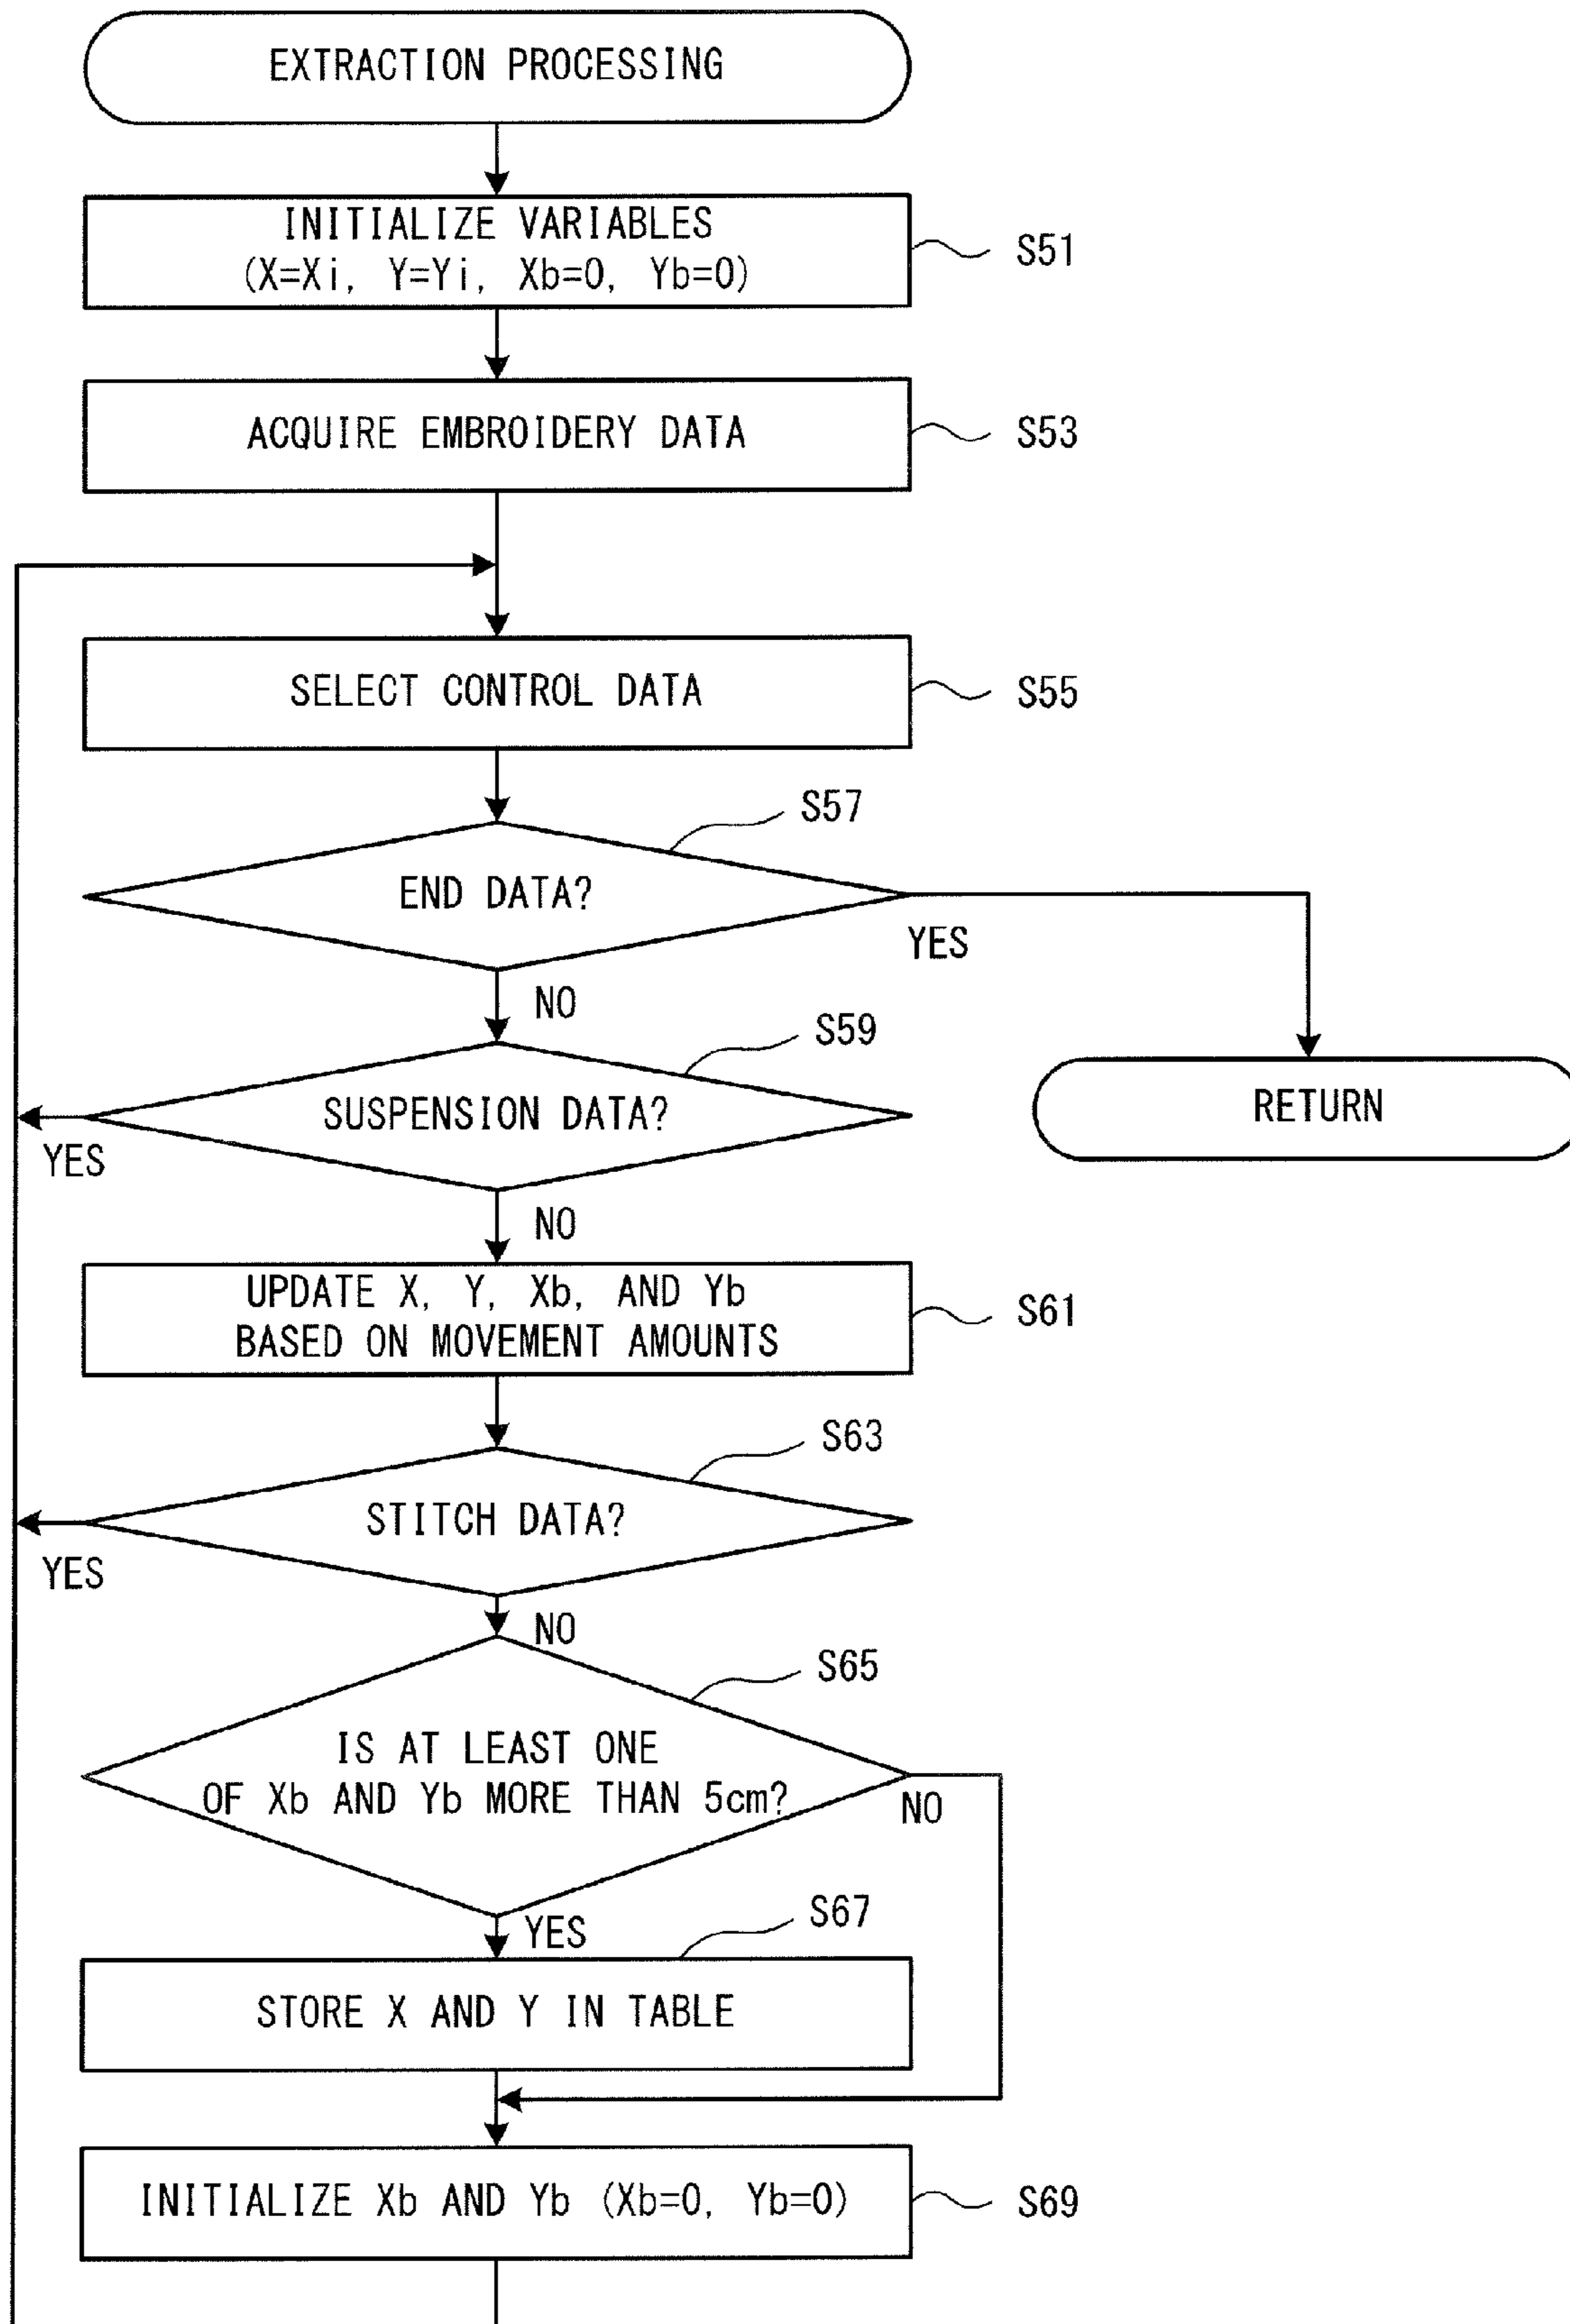 EXTRACTION PROCESSING
INITIALIZE VARIABLES
(X=Xi, Y=Yi, Xb=0, Yb=0)
S51
ACQUIRE EMBROIDERY DATA
S53
SELECT CONTROL DATA
S55
S57
END DATA?
YES
NO
S59
SUSPENSION DATA?
RETURN
YES
NO
UPDATE X, Y, Xb, AND Yb
BASED ON MOVEMENT AMOUNTS
S61
S63
STITCH DATA?
YES
NO
S65
IS AT LEAST ONE
OF Xb AND Yb MORE THAN 5cm?
NO
S67
YES
STORE X AND Y IN TABLE
INITIALIZE Xb AND Yb (Xb=0, Yb=0)
S69